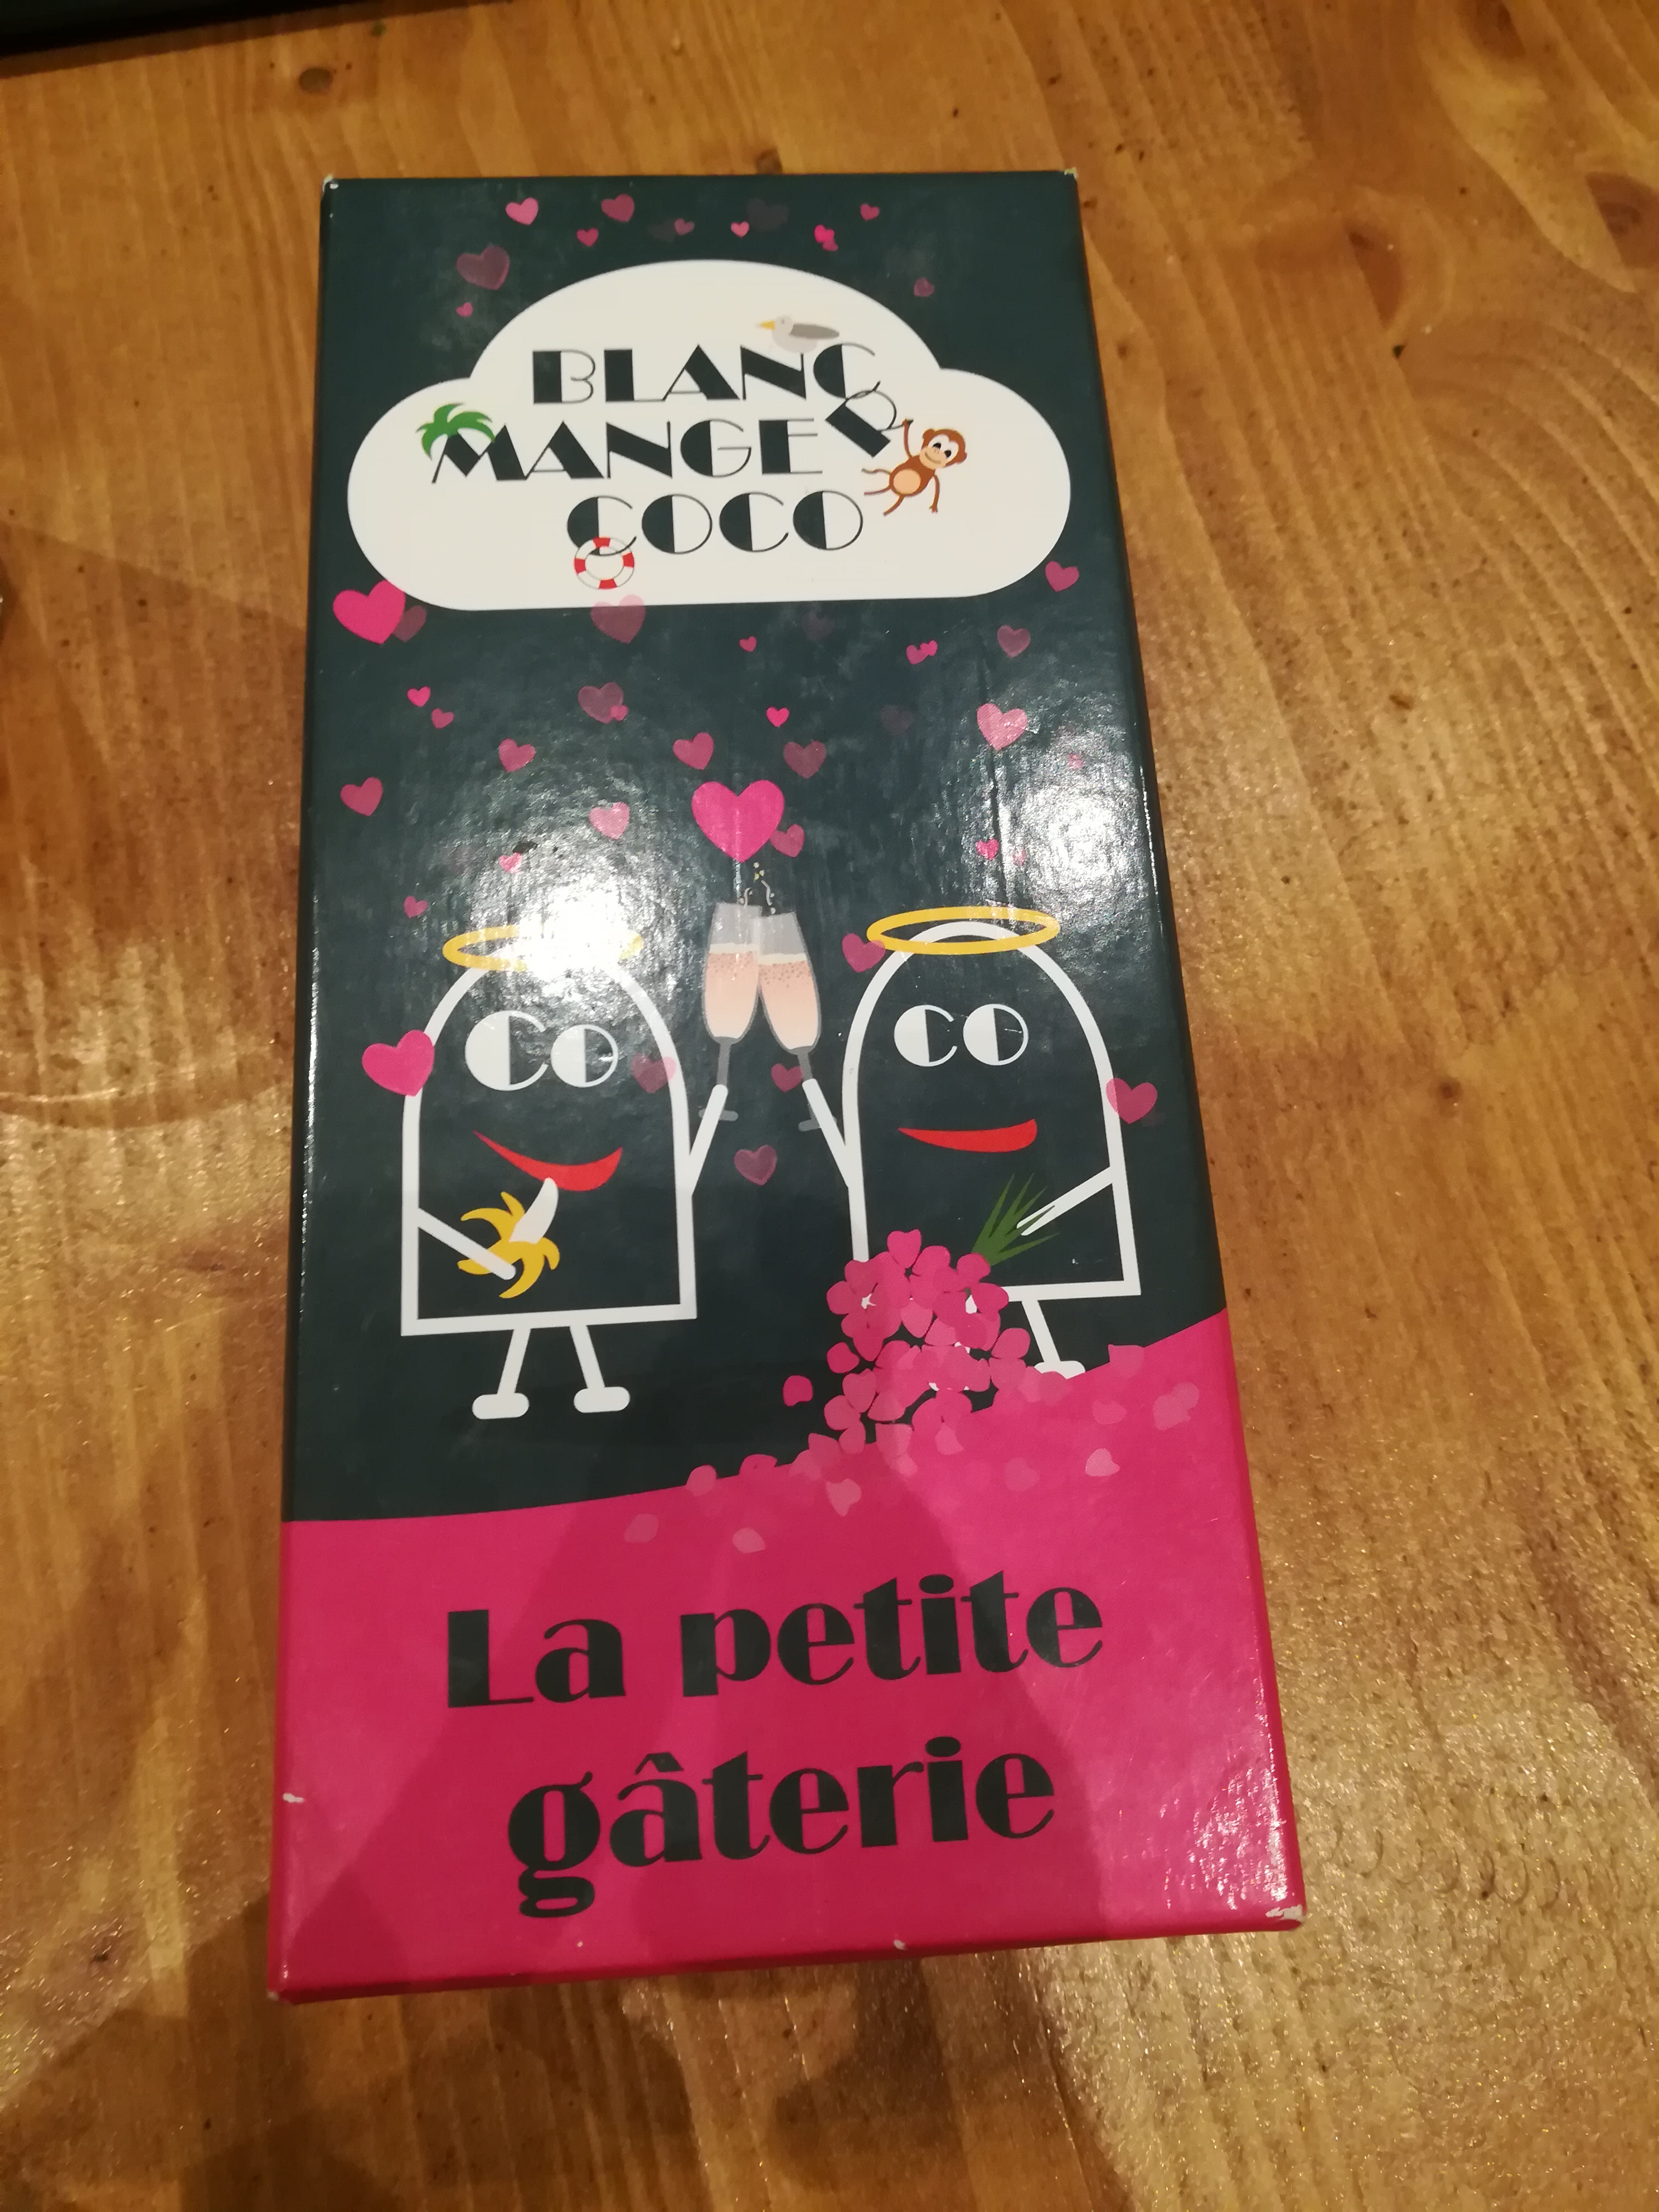 BLANC
MANGER
COCO
CO
CO
La petite
gâterie